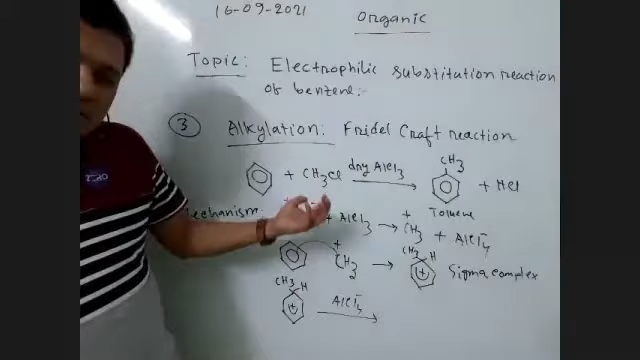 16-09-2021
Organic
Topic: Electrophilic substitution reaction
of benzene:-
③ Alkylation: Fridel Craft reaction
CH3
+ CH3Cl dry AlCl3 + HCl
Toluene
Mechanism: + AlCl3 → + CH3 + AlCl4-
+ CH3 → CH3 H + Sigma complex
CH3 H
+ AlCl4-